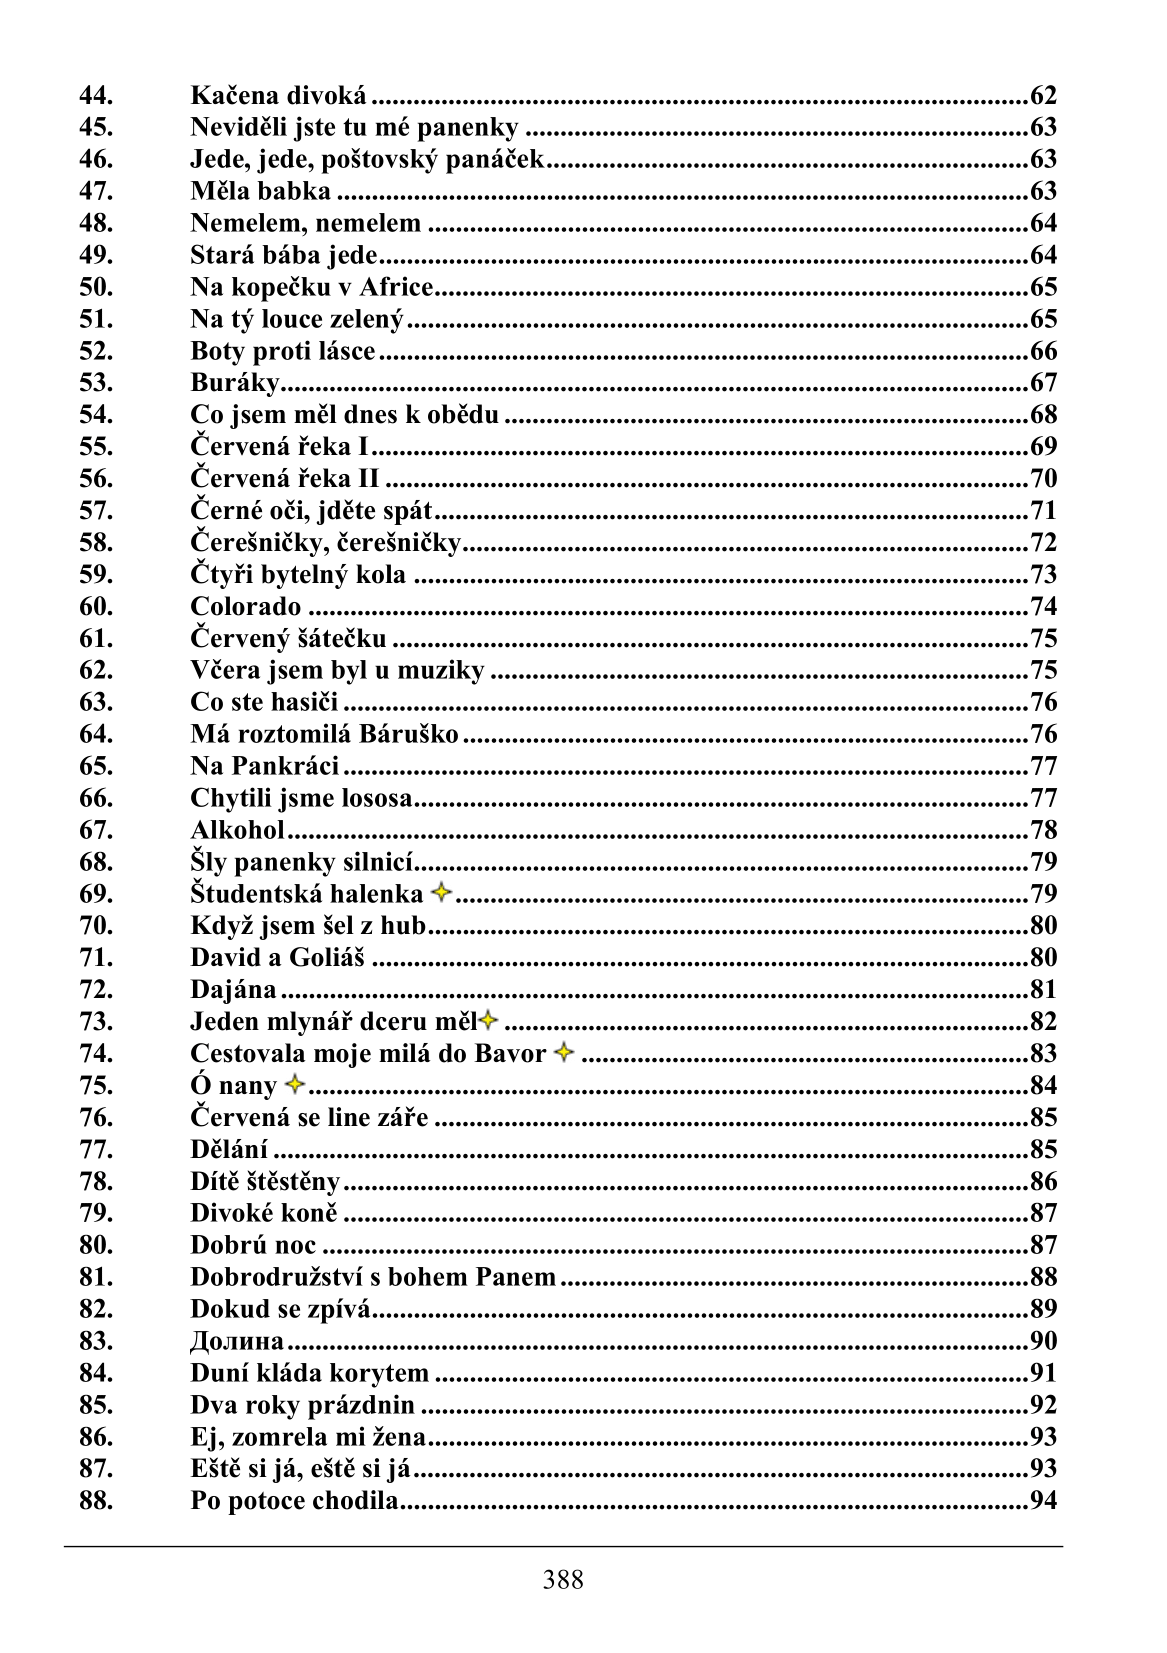 44. Kačena divoká ..............................................................................................62
45. Neviděli jste tu mé panenky ........................................................................63
46. Jede, jede, poštovský panáček.....................................................................63
47. Měla babka ...................................................................................................63
48. Nemelem, nemelem ......................................................................................64
49. Stará bába jede.............................................................................................64
50. Na kopečku v Africe.....................................................................................65
51. Na tý louce zelený.........................................................................................65
52. Boty proti lásce.............................................................................................66
53. Buráky...........................................................................................................67
54. Co jsem měl dnes k obědu ...........................................................................68
55. Červená řeka I..............................................................................................69
56. Červená řeka II ............................................................................................70
57. Černé oči, jděte spát.....................................................................................71
58. Čerešničky, čerešničky.................................................................................72
59. Čtyři bytelný kola ........................................................................................73
60. Colorado .......................................................................................................74
61. Červený šátečku ...........................................................................................75
62. Včera jsem byl u muziky .............................................................................75
63. Co ste hasiči ..................................................................................................76
64. Má roztomilá Báruško .................................................................................76
65. Na Pankráci ..................................................................................................77
66. Chytili jsme lososa........................................................................................77
67. Alkohol..........................................................................................................78
68. Šly panenky silnicí........................................................................................79
69. Študentská halenka ..................................................................................79
70. Když jsem šel z hub......................................................................................80
71. David a Goliáš ..............................................................................................80
72. Dajána ...........................................................................................................81
73. Jeden mlynář dceru měl ...........................................................................82
74. Cestovala moje milá do Bavor ................................................................83
75. Ó nany .......................................................................................................84
76. Červená se line záře .....................................................................................85
77. Dělání ............................................................................................................85
78. Dítě štěstěny..................................................................................................86
79. Divoké koně ..................................................................................................87
80. Dobrú noc .....................................................................................................87
81. Dobrodružství s bohem Panem ...................................................................88
82. Dokud se zpívá..............................................................................................89
83. Долина..........................................................................................................90
84. Duní kláda korytem .....................................................................................91
85. Dva roky prázdnin .......................................................................................92
86. Ej, zomrela mi žena......................................................................................93
87. Eště si já, eště si já........................................................................................93
88. Po potoce chodila..........................................................................................94
388